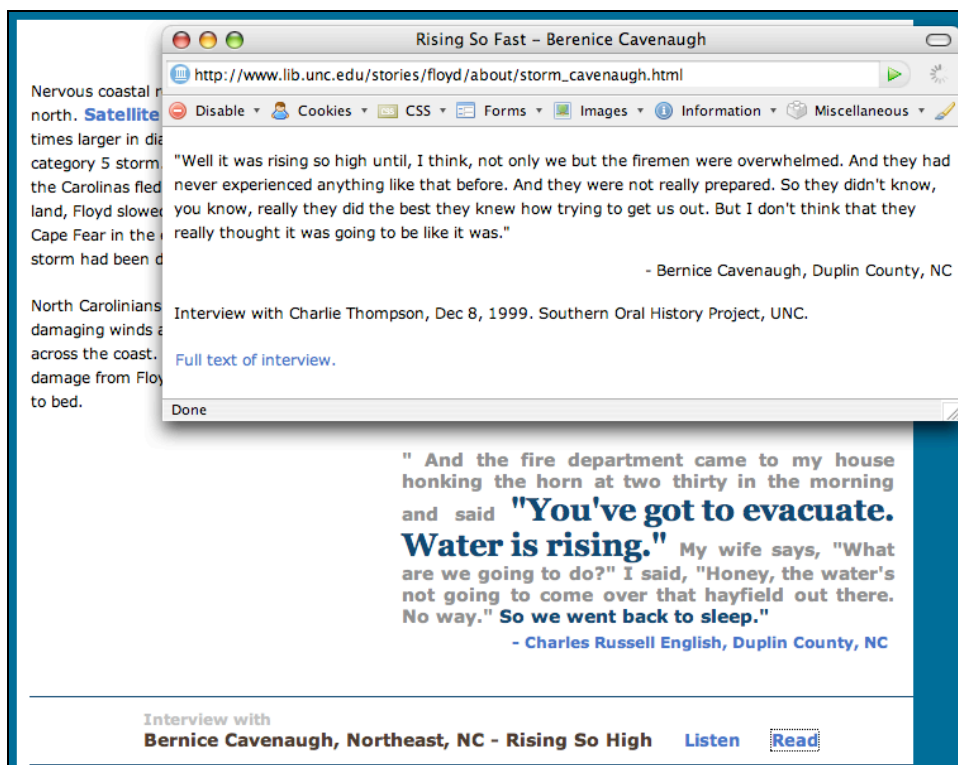 Rising So Fast – Berenice Cavenaugh
http://www.lib.unc.edu/stories/floyd/about/storm_cavenaugh.html
Disable Cookies CSS Forms Images Information Miscellaneous
"Well it was rising so high until, I think, not only we but the firemen were overwhelmed. And they had
never experienced anything like that before. And they were not really prepared. So they didn't know,
you know, really they did the best they knew how trying to get us out. But I don't think that they
really thought it was going to be like it was."
- Bernice Cavenaugh, Duplin County, NC
Interview with Charlie Thompson, Dec 8, 1999. Southern Oral History Project, UNC.
Full text of interview.
Done
Nervous coastal
north. Satellite
times larger in
category 5 storm.
the Carolinas fled
land, Floyd slowed
Cape Fear in the
storm had been
North Carolinians
damaging winds
across the coast.
damage from
to bed.
" And the fire department came to my house
honking the horn at two thirty in the morning
and said "You've got to evacuate.
Water is rising." My wife says, "What
are we going to do?" I said, "Honey, the water's
not going to come over that hayfield out there.
No way." So we went back to sleep."
- Charles Russell English, Duplin County, NC
Interview with
Bernice Cavenaugh, Northeast, NC - Rising So High Listen Read